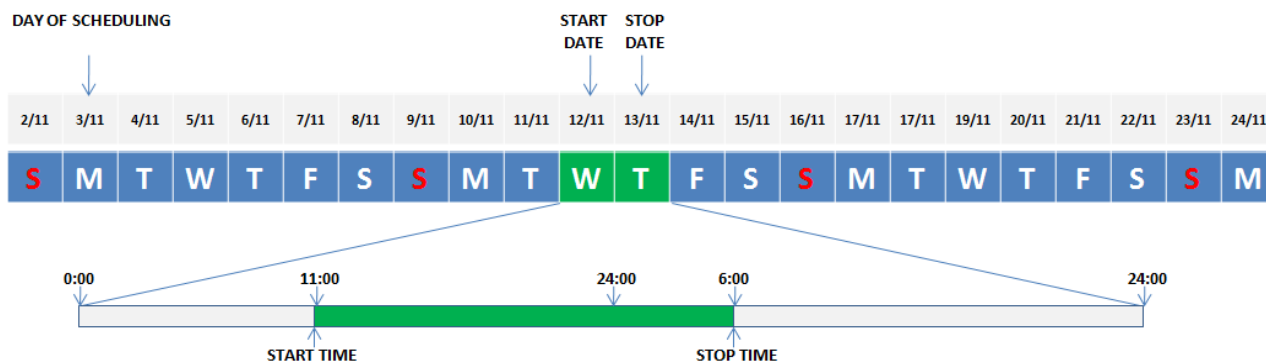 DAY OF SCHEDULING
START DATE
STOP DATE
2/11 3/11 4/11 5/11 6/11 7/11 8/11 9/11 10/11 11/11 12/11 13/11 14/11 15/11 16/11 17/11 17/11 19/11 20/11 21/11 22/11 23/11 24/11
S M T W T F S S M T W T F S S M T W T F S S M
0:00 11:00 24:00 6:00 24:00
START TIME STOP TIME